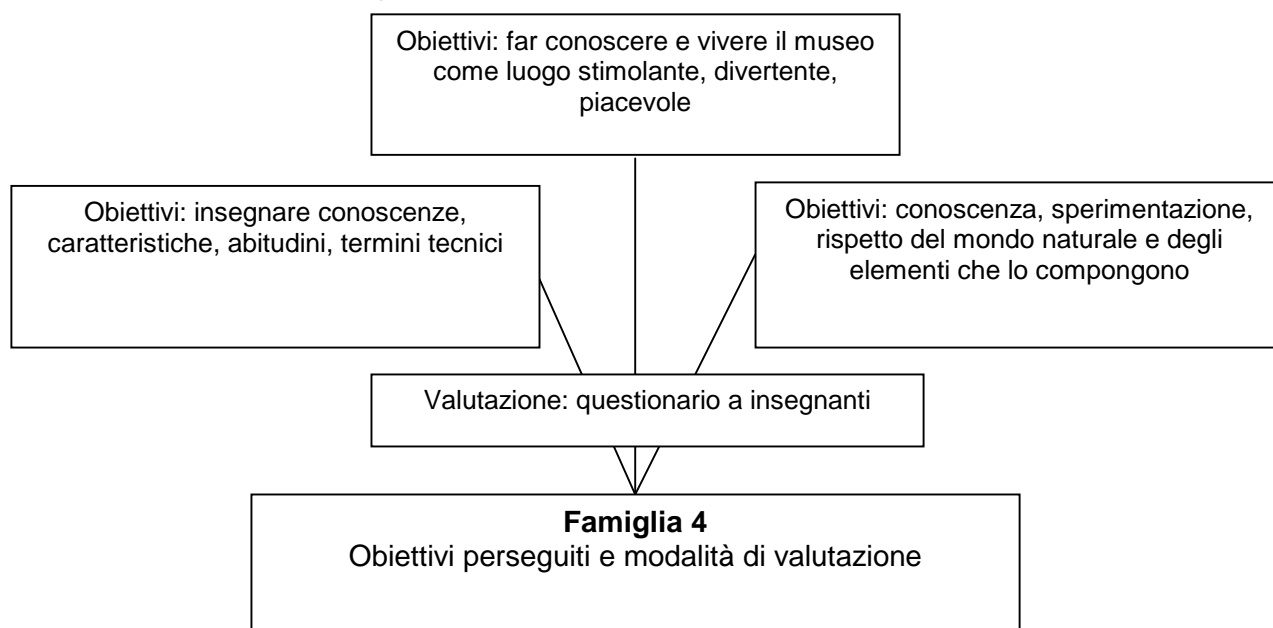 Obiettivi: far conoscere e vivere il museo
come luogo stimolante, divertente,
piacevole
Obiettivi: insegnare conoscenze,
caratteristiche, abitudini, termini tecnici
Obiettivi: conoscenza, sperimentazione,
rispetto del mondo naturale e degli
elementi che lo compongono
Valutazione: questionario a insegnanti
Famiglia 4
Obiettivi perseguiti e modalità di valutazione